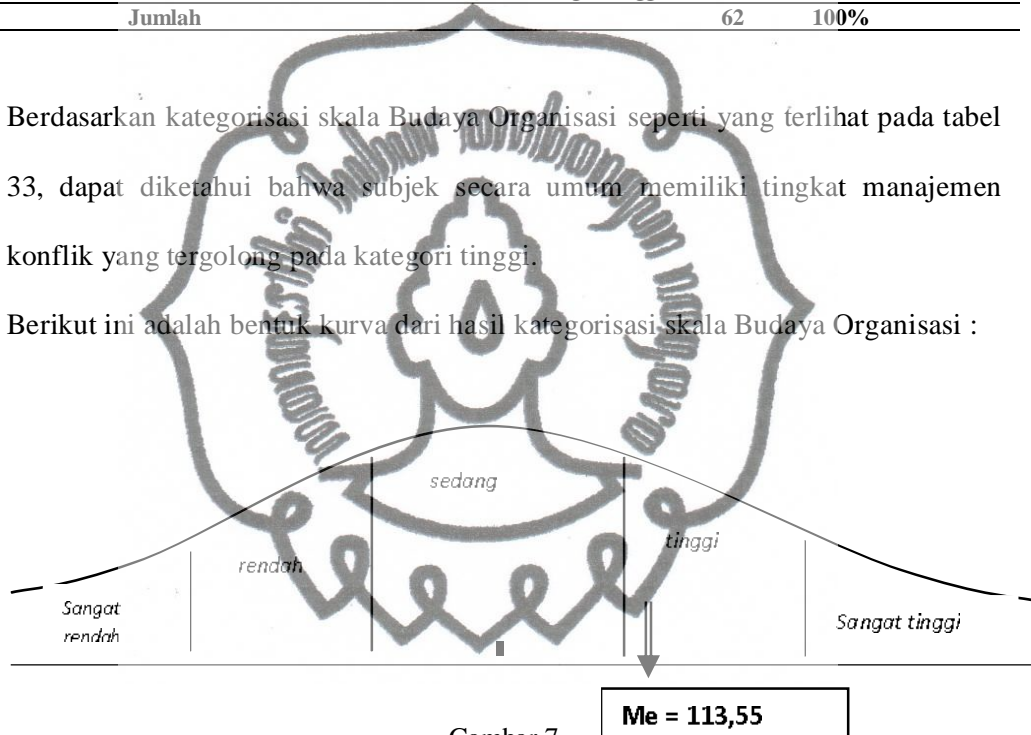 Jumlah 62 100%
Berdasarkan kategorisasi skala Budaya Organisasi seperti yang terlihat pada tabel
33, dapat diketahui bahwa subjek secara umum memiliki tingkat manajemen
konflik yang tergolong pada kategori tinggi.
Berikut ini adalah bentuk kurva dari hasil kategorisasi skala Budaya Organisasi :
sedang
tinggi
rendah
Sangat
rendah
Sangat tinggi
Me = 113,55